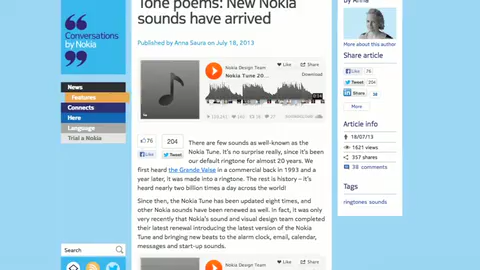 Tone poems: New Nokia
sounds have arrived
Published by Anna Saura on July 18, 2013
Conversations
by Nokia
News
Features
Connects
Here
Language
Trial a Nokia
Search
Nokia Design Team
Nokia Tune 20...
Like
Share
Download
76
204
Like
Tweet
There are few sounds as well-known as the
Nokia Tune. It's no surprise really, since it's been
our default ringtone for almost 20 years. We
first heard the Grande Valse in a commercial back in 1993 and a
year later, it was made into a ringtone. The rest is history – it's
heard nearly two billion times a day across the world!
Since then, the Nokia Tune has been updated eight times, and
other Nokia sounds have been renewed as well. In fact, it was only
very recently that Nokia's sound and visual design team completed
their latest renewal introducing the latest version of the Nokia
Tune and bringing new beats to the alarm clock, email, calendar,
messages and start-up sounds.
Nokia Design Team
Like
Share
by Anna
More about this author
Share article
Like 76
Tweet 204
Share 38
More
Article info
18/07/13
1621 views
357 shares
38 comments
Tags
ringtones sounds